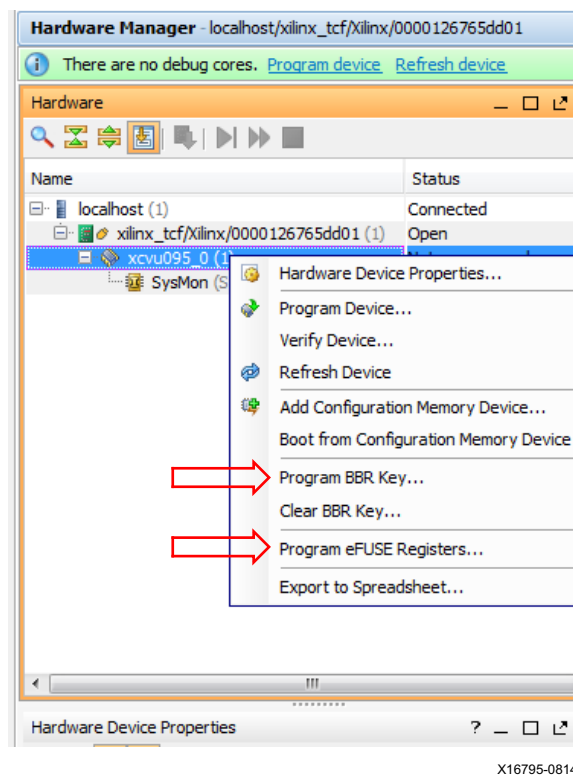 Hardware Manager - localhost/xilinx_tcf/Xilinx/0000126765dd01
There are no debug cores. Program device Refresh device
Hardware
Name Status
localhost (1) Connected
xilinx_tcf/Xilinx/0000126765dd01 (1) Open
xcvu095_0 (1
SysMon (S
Hardware Device Properties...
Program Device...
Verify Device...
Refresh Device
Add Configuration Memory Device...
Boot from Configuration Memory Device
Program BBR Key...
Clear BBR Key...
Program eFUSE Registers...
Export to Spreadsheet...
Hardware Device Properties ?
X16795-0814